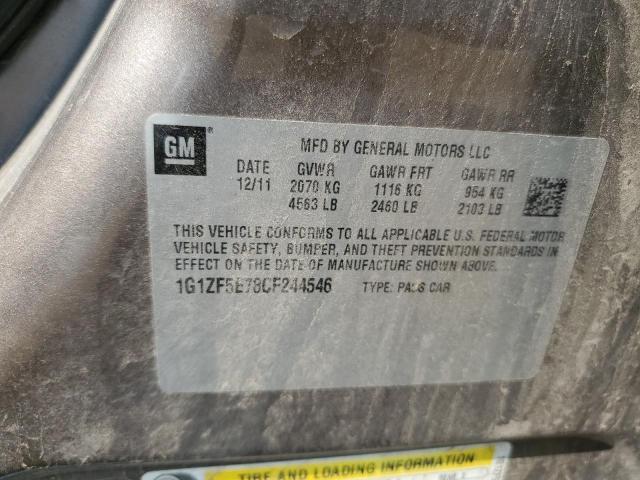 GM
MFD BY GENERAL MOTORS LLC
DATE GVWR GAWR FRT GAWR RR
12/11 2070 KG 1116 KG 954 KG
4563 LB 2460 LB 2103 LB
THIS VEHICLE CONFORMS TO ALL APPLICABLE U.S. FEDERAL MOTOR
VEHICLE SAFETY, BUMPER, AND THEFT PREVENTION STANDARDS IN
EFFECT ON THE DATE OF MANUFACTURE SHOWN ABOVE.
1G1ZF5E78CF244546 TYPE: PASS CAR
TIRE AND LOADING INFORMATION